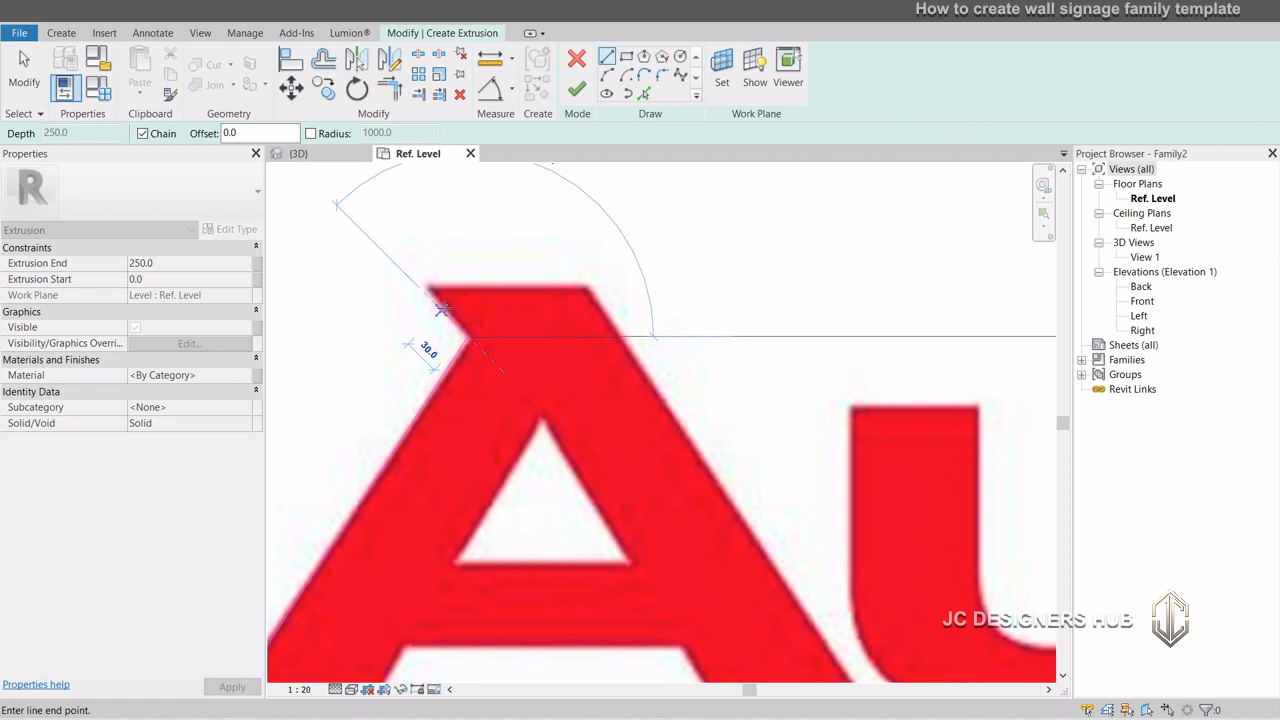 How to create wall signage family template
File
Create
Insert
Annotate
View
Manage
Add-Ins
Lumion®
Modify | Create Extrusion
Modify
Paste
Cut
Join
Set
Show
Viewer
Select
Properties
Clipboard
Geometry
Modify
Measure
Create
Mode
Draw
Work Plane
Depth 250.0
Chain
Offset: 0.0
Radius: 1000.0
Properties
(3D)
Ref. Level
Project Browser - Family2
R
Extrusion
Edit Type
Constraints
Extrusion End 250.0
Extrusion Start 0.0
Work Plane Level : Ref. Level
Graphics
Visible
Visibility/Graphics Overri... Edit...
Materials and Finishes
Material <By Category>
Identity Data
Subcategory <None>
Solid/Void Solid
Properties help
Apply
30.0
Au
Views (all)
Floor Plans
Ref. Level
Ceiling Plans
Ref. Level
3D Views
View 1
Elevations (Elevation 1)
Back
Front
Left
Right
Sheets (all)
Families
Groups
Revit Links
JC DESIGNERS HUB
1 : 20
Enter line end point.
:0